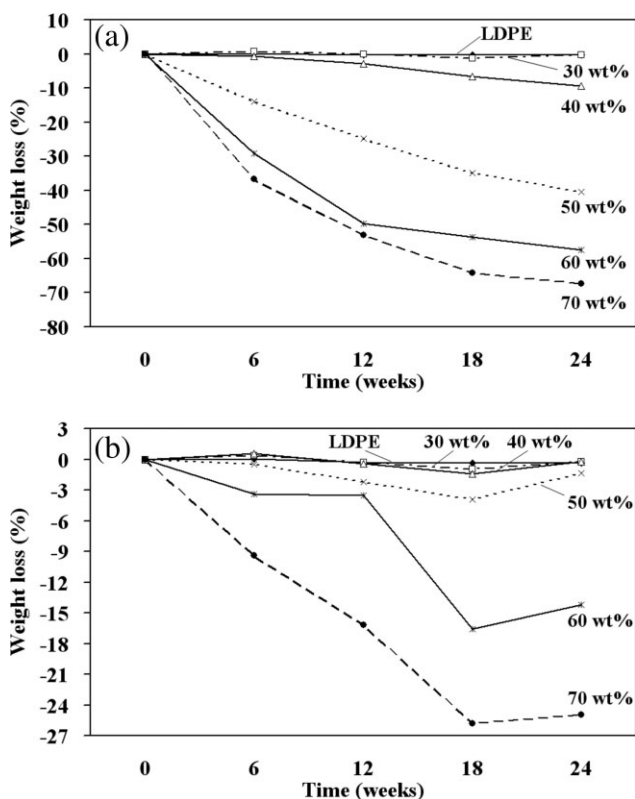 (a)
10
0
-10
-20
-30
-40
-50
-60
-70
-80
Weight loss (%)
LDPE
30 wt%
40 wt%
50 wt%
60 wt%
70 wt%
0 6 12 18 24
Time (weeks)
(b)
3
0
-3
-6
-9
-12
-15
-18
-21
-24
-27
Weight loss (%)
LDPE 30 wt% 40 wt%
50 wt%
60 wt%
70 wt%
0 6 12 18 24
Time (weeks)